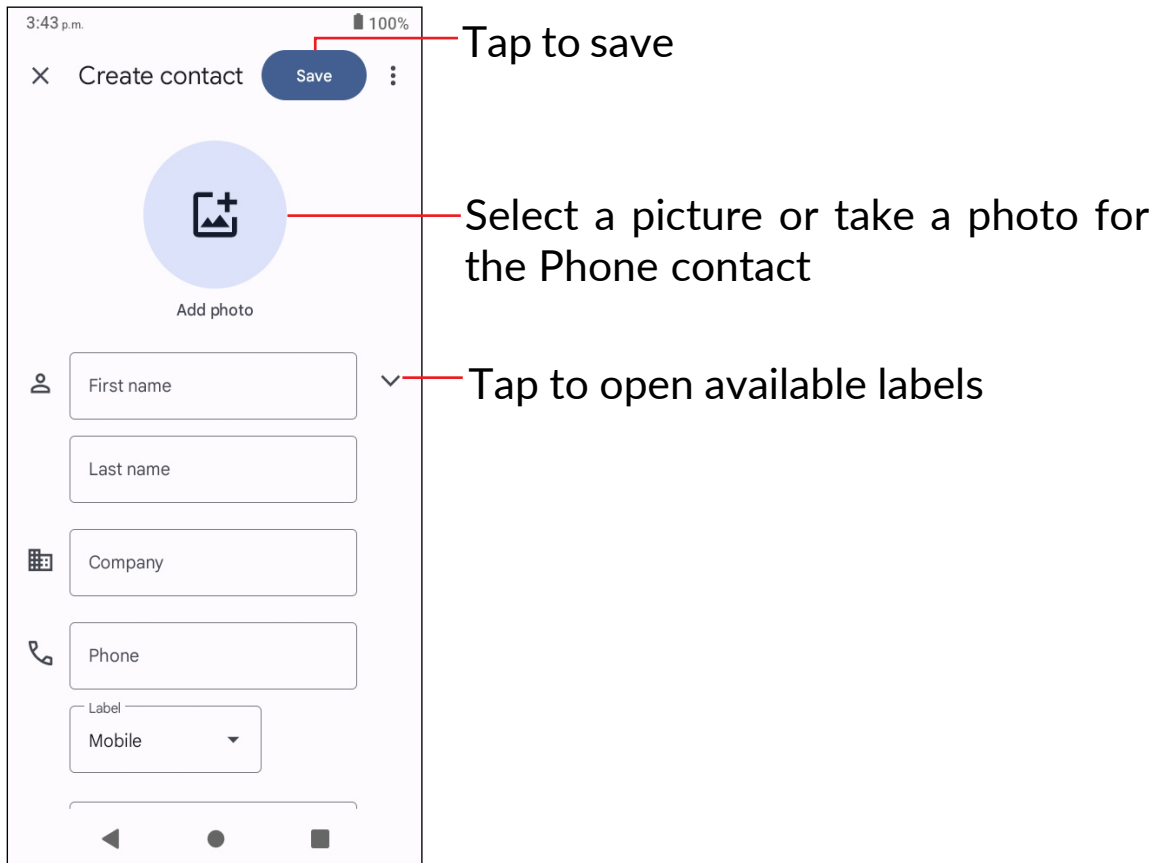 3:43 p.m. 100%
Tap to save
Create contact Save
Select a picture or take a photo for
the Phone contact
Add photo
First name
Tap to open available labels
Last name
Company
Phone
Label
Mobile